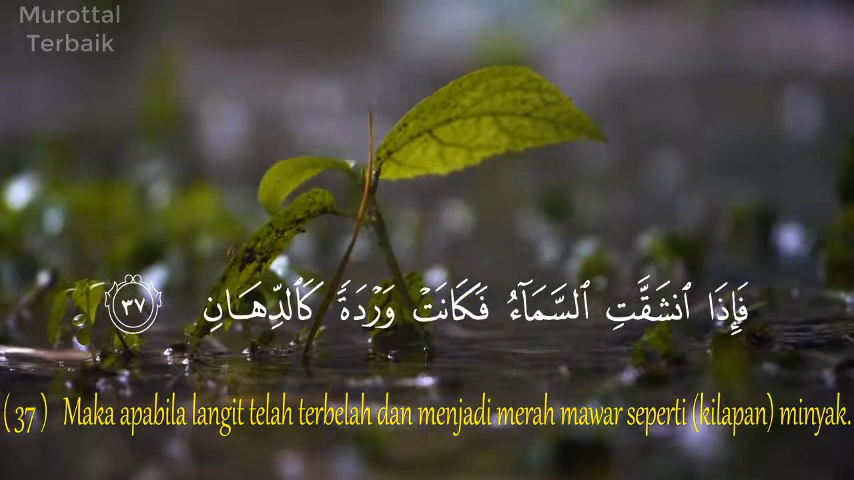 Murottal
Terbaik
فَإِذَا ٱنشَقَّتِ ٱلسَّمَآءُ فَكَانَتۡ وَرۡدَةٗ كَٱلدِّهَـانِ ٣٧
( 37 ) Maka apabila langit telah terbelah dan menjadi merah mawar seperti (kilapan) minyak.